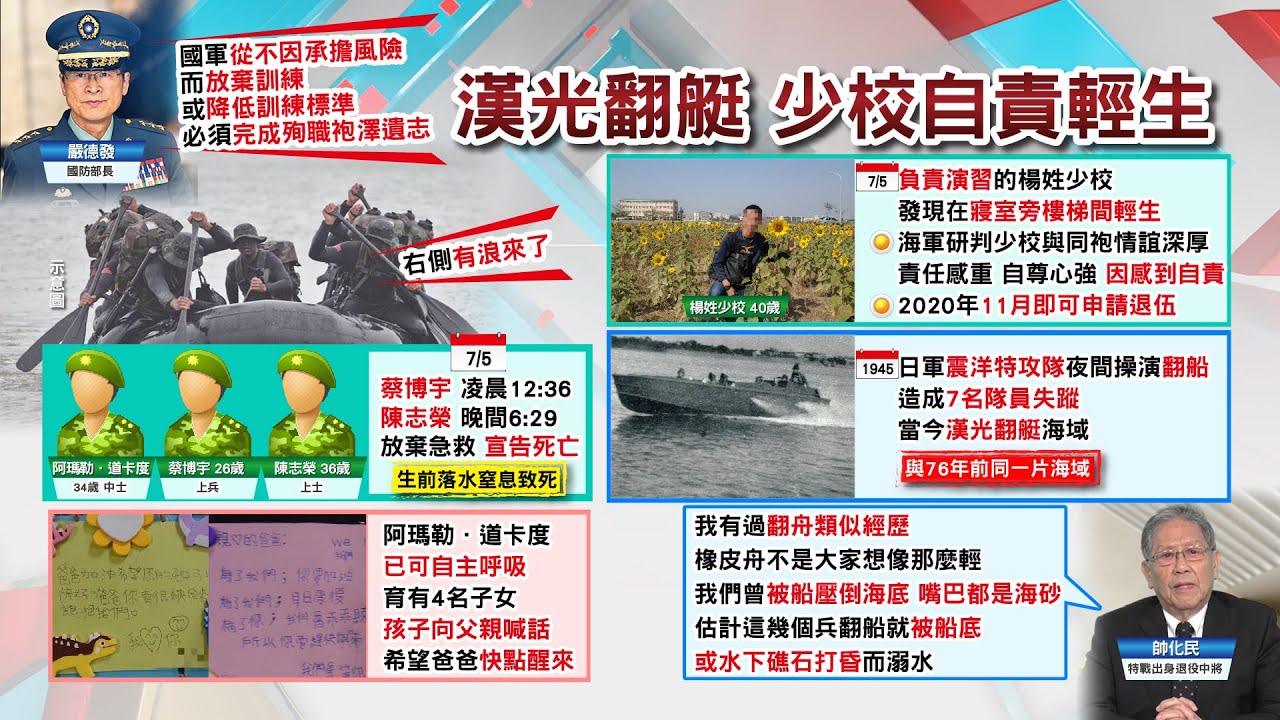 國軍從不因承擔風險
而放棄訓練
或降低訓練標準
必須完成殉職袍澤遺志
嚴德發
國防部長
漢光翻艇 少校自責輕生
右側有浪來了
示意圖
7/5
負責演習的楊姓少校
發現在寢室旁樓梯間輕生
海軍研判少校與同袍情誼深厚
責任感重 自尊心強 因感到自責
2020年11月即可申請退伍
楊姓少校 40歲
7/5
蔡博宇 凌晨12:36
陳志榮 晚間6:29
放棄急救 宣告死亡
生前落水窒息致死
阿瑪勒・道卡度
34歲 中士
蔡博宇 26歲
上兵
陳志榮 36歲
上士
1945
日軍震洋特攻隊夜間操演翻船
造成7名隊員失蹤
當今漢光翻艇海域
與76年前同一片海域
親愛的爸爸:
we
我們
阿瑪勒・道卡度
已可自主呼吸
育有4名子女
孩子向父親喊話
希望爸爸快點醒來
我有過翻舟類似經歷
橡皮舟不是大家想像那麼輕
我們曾被船壓倒海底 嘴巴都是海砂
估計這幾個兵翻船就被船底
或水下礁石打昏而溺水
帥化民
特戰出身退役中將